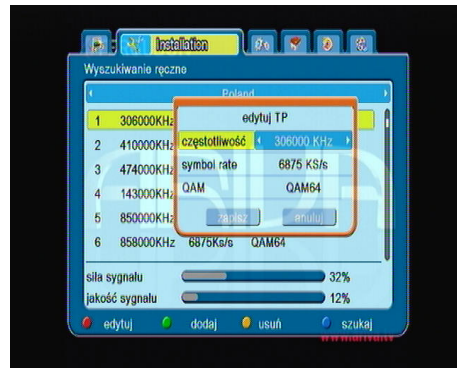 Installation
Wyszukiwanie ręczne
Poland
1 306000KHz
2 410000KHz
3 474000KHz
4 143000KHz
5 850000KHz
6 858000KHz 6875Ks/s QAM64
edytuj TP
częstotliwość 306000 KHz
symbol rate 6875 KS/s
QAM QAM64
zapisz anuluj
siła sygnału 32%
jakość sygnału 12%
edytuj dodaj usuń szukaj